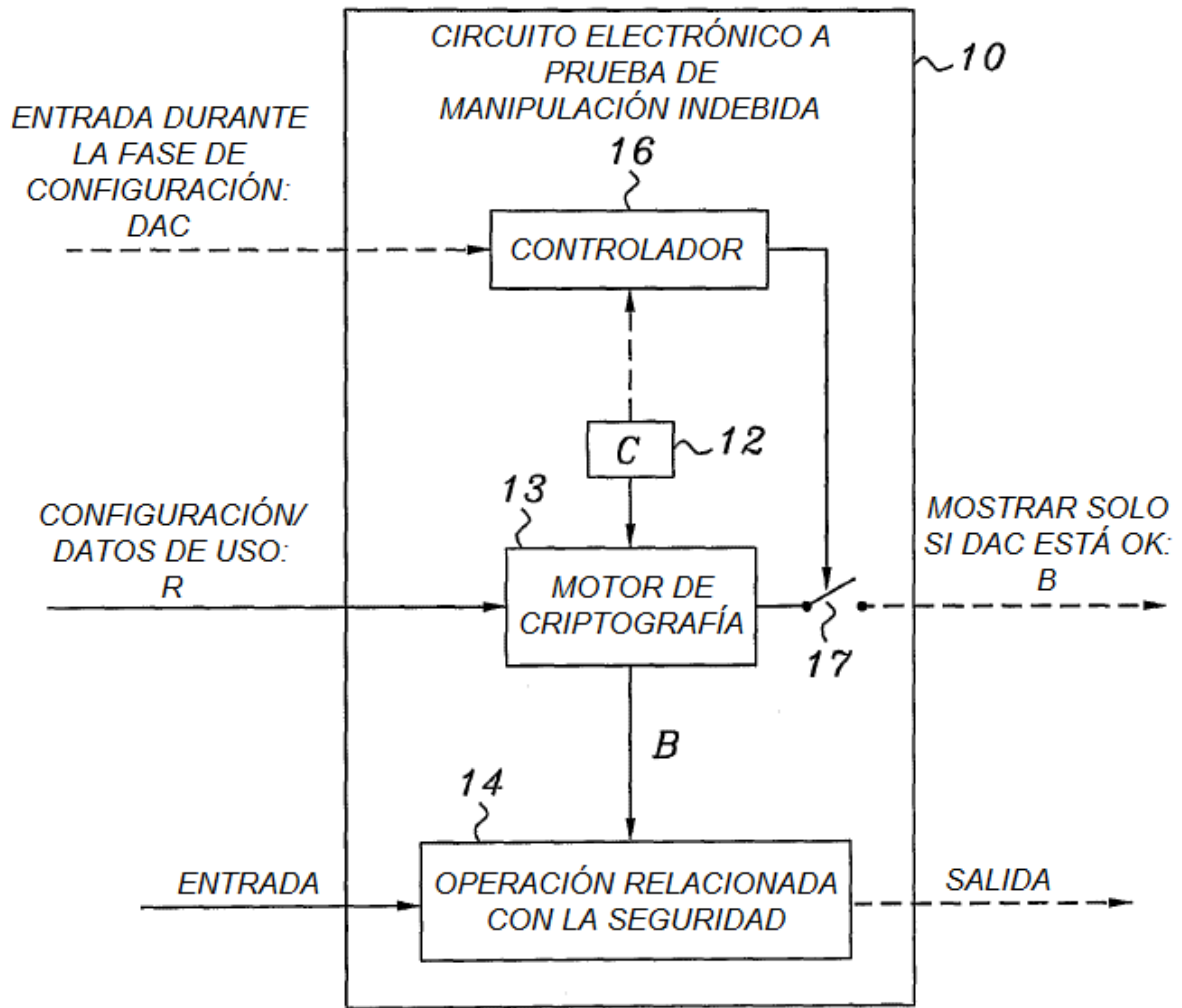 CIRCUITO ELECTRÓNICO A
PRUEBA DE
MANIPULACIÓN INDEBIDA
10
ENTRADA DURANTE
LA FASE DE
CONFIGURACIÓN:
DAC
16
CONTROLADOR
C
12
13
CONFIGURACIÓN/
DATOS DE USO:
R
MOTOR DE
CRIPTOGRAFÍA
17
MOSTRAR SOLO
SI DAC ESTÁ OK:
B
B
14
ENTRADA
OPERACIÓN RELACIONADA
CON LA SEGURIDAD
SALIDA